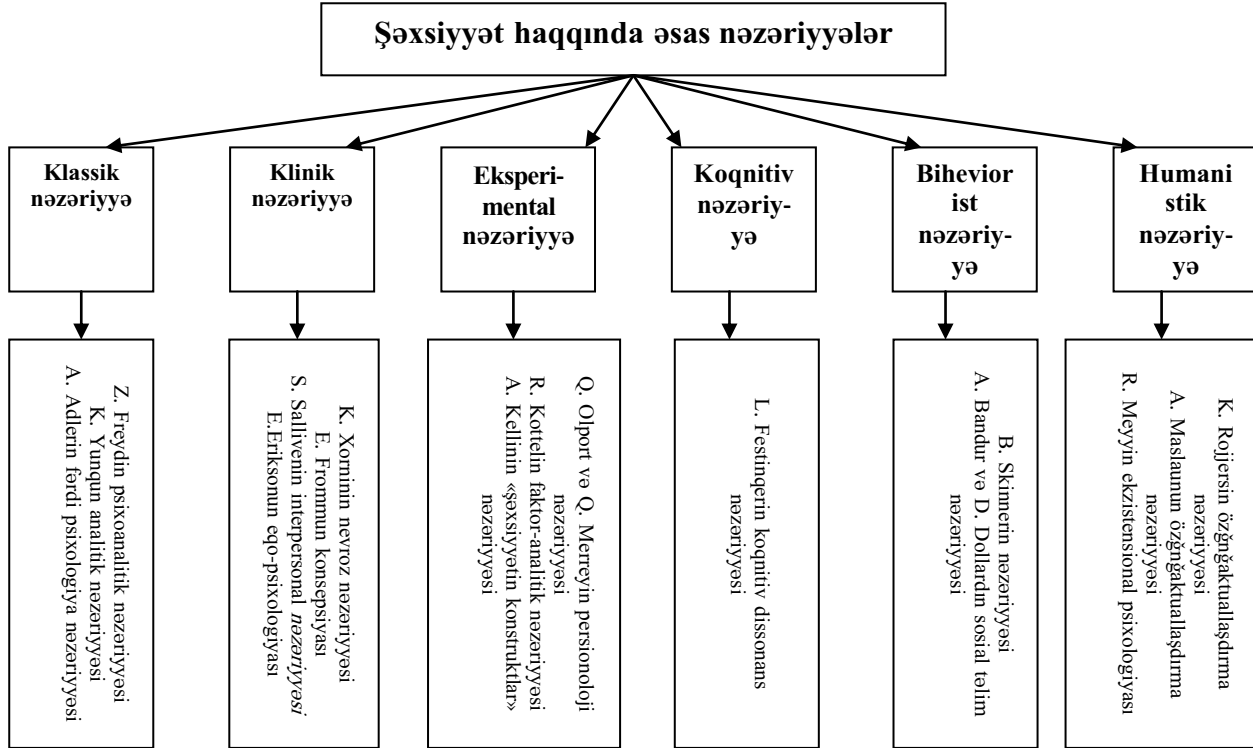 Şəxsiyyət haqqında əsas nəzəriyyələr
Klassik
nəzəriyyə
Klinik
nəzəriyyə
Eksperi-
mental
nəzəriyyə
Koqnitiv
nəzəriy-
yə
Bihevior
ist
nəzəriy-
yə
Humani
stik
nəzəriy-
yə
Z. Freydin psixoanalitik nəzəriyyəsi
K. Yunqun analitik nəzəriyyəsi
A. Adlerin fərdi psixologiya nəzəriyyəsi
K. Xorninin nevroz nəzəriyyəsi
E. Frommun konsepsiyası
S. Sallivenin interpersonal nəzəriyyəsi
E.Eriksonun eqo-psixologiyası
Q. Olport və Q. Merreyin persionoloji
nəzəriyyəsi
R. Kottelin faktor-analitik nəzəriyyəsi
A. Kellinin «şəxsiyyətin konstruktlar»
nəzəriyyəsi
L. Festinqerin koqnitiv dissonans
nəzəriyyəsi
B. Skinnerin nəzəriyyəsi
A. Bandur və D. Dollardın sosial təlim
nəzəriyyəsi
K. Rojjersin özğnğaktuallaşdırma
nəzəriyyəsi
A. Maslaunun özğnğaktuallaşdırma
nəzəriyyəsi
R. Meyyin ekzistensional psixologiyası